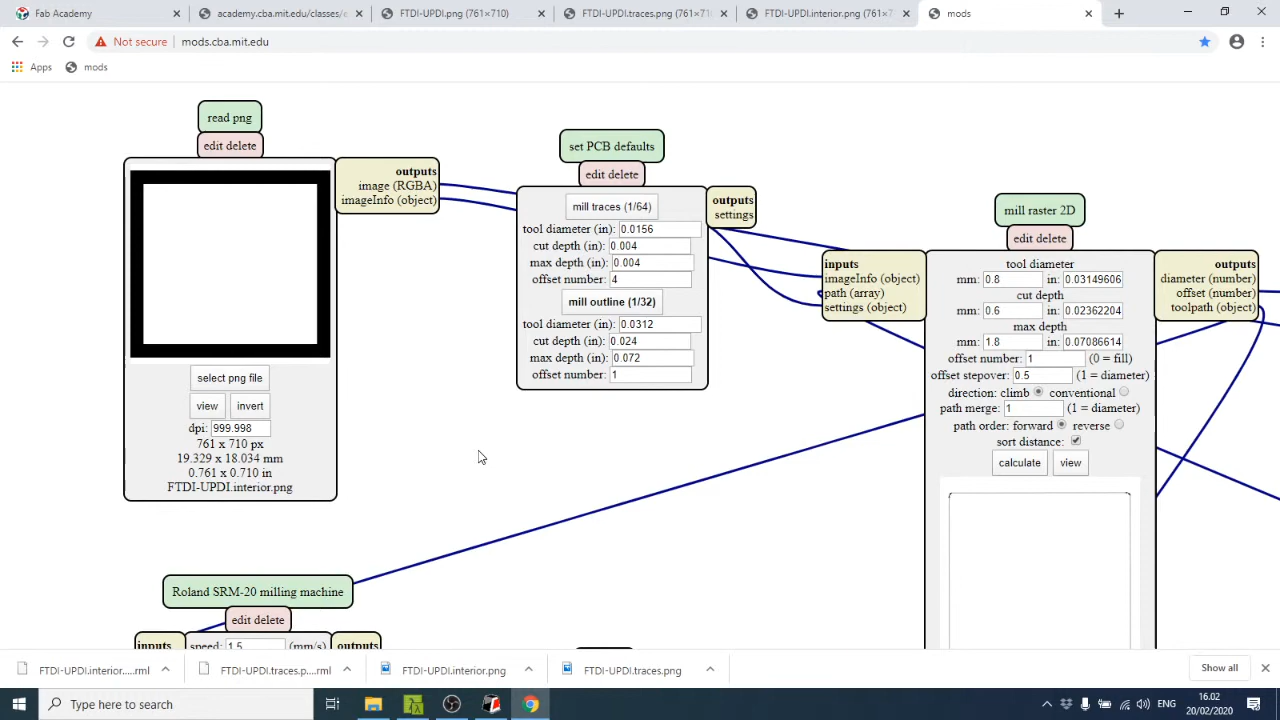 Fab Academy
academy.cba.mit.edu/classes/e
FTDI-UPDI.png (761×710)
FTDI-UPDI.traces.png (761×710
FTDI-UPDI.interior.png (761×7
mods
Not secure
mods.cba.mit.edu
Apps
mods
read png
edit delete
outputs
image (RGBA)
imageInfo (object)
select png file
view
invert
dpi: 999.998
761 x 710 px
19.329 x 18.034 mm
0.761 x 0.710 in
FTDI-UPDI.interior.png
set PCB defaults
edit delete
mill traces (1/64)
tool diameter (in): 0.0156
cut depth (in): 0.004
max depth (in): 0.004
offset number: 4
mill outline (1/32)
tool diameter (in): 0.0312
cut depth (in): 0.024
max depth (in): 0.072
offset number: 1
outputs
settings
mill raster 2D
edit delete
inputs
imageInfo (object)
path (array)
settings (object)
tool diameter
mm: 0.8 in: 0.03149606
cut depth
mm: 0.6 in: 0.02362204
max depth
mm: 1.8 in: 0.07086614
offset number: 1 (0 = fill)
offset stepover: 0.5 (1 = diameter)
direction: climb conventional
path merge: 1 (1 = diameter)
path order: forward reverse
sort distance:
calculate
view
outputs
diameter (number)
offset (number)
toolpath (object)
Roland SRM-20 milling machine
edit delete
inputs
speed: 1.5 (mm/s)
outputs
FTDI-UPDI.interior.....rml
FTDI-UPDI.traces.p....rml
FTDI-UPDI.interior.png
FTDI-UPDI.traces.png
Show all
Type here to search
ENG
16.02
20/02/2020